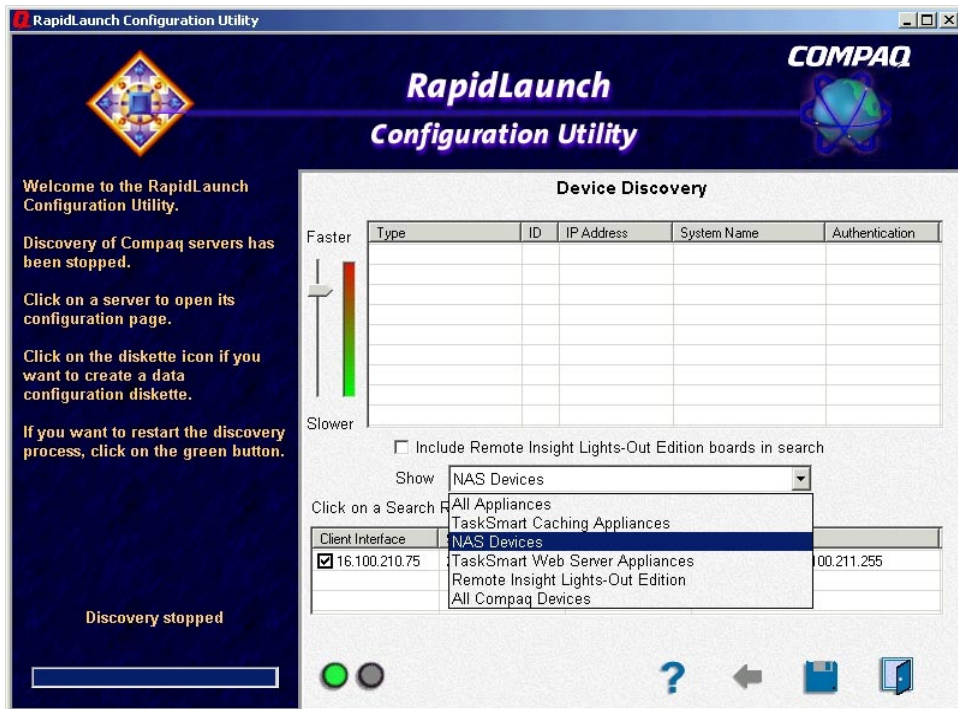 RapidLaunch Configuration Utility
COMPAQ
RapidLaunch
Configuration Utility
Welcome to the RapidLaunch
Configuration Utility.
Discovery of Compaq servers has
been stopped.
Click on a server to open its
configuration page.
Click on the diskette icon if you
want to create a data
configuration diskette.
If you want to restart the discovery
process, click on the green button.
Discovery stopped
Device Discovery
Faster
Slower
Type ID IP Address System Name Authentication
Include Remote Insight Lights-Out Edition boards in search
Show NAS Devices
All Appliances
TaskSmart Caching Appliances
NAS Devices
TaskSmart Web Server Appliances
Remote Insight Lights-Out Edition
All Compaq Devices
Click on a Search
Client Interface
16.100.210.75 00.211.255
?